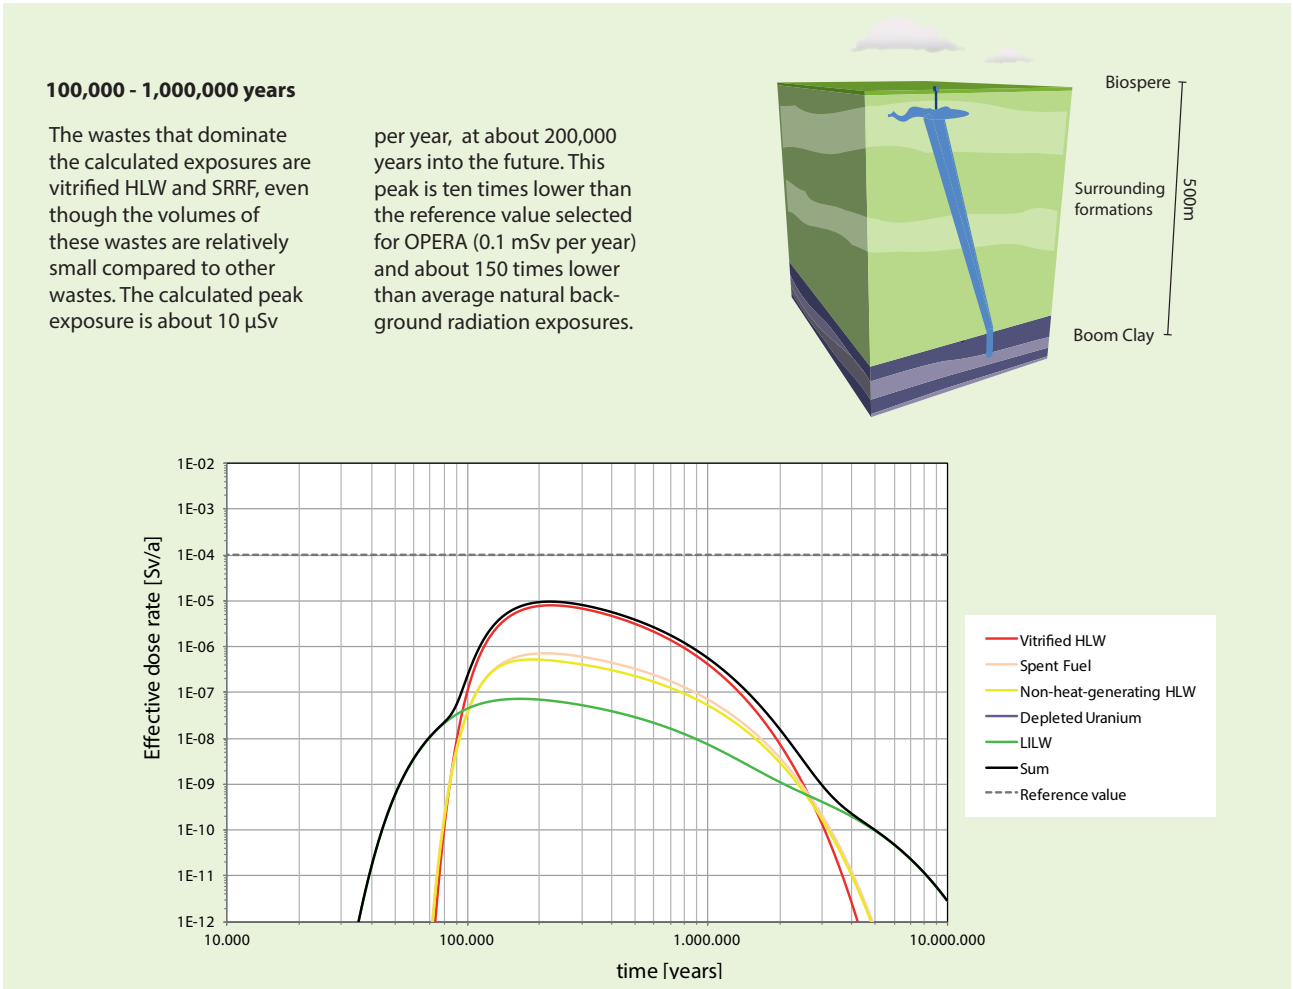 100,000 - 1,000,000 years
The wastes that dominate
the calculated exposures are
vitrified HLW and SRRF, even
though the volumes of
these wastes are relatively
small compared to other
wastes. The calculated peak
exposure is about 10 µSv
per year, at about 200,000
years into the future. This
peak is ten times lower than
the reference value selected
for OPERA (0.1 mSv per year)
and about 150 times lower
than average natural back-
ground radiation exposures.
Biospere
Surrounding
formations
500m
Boom Clay
1E-02
1E-03
1E-04
1E-05
1E-06
1E-07
1E-08
1E-09
1E-10
1E-11
1E-12
Effective dose rate [Sv/a]
10.000
100.000
1.000.000
10.000.000
time [years]
Vitrified HLW
Spent Fuel
Non-heat-generating HLW
Depleted Uranium
LILW
Sum
Reference value